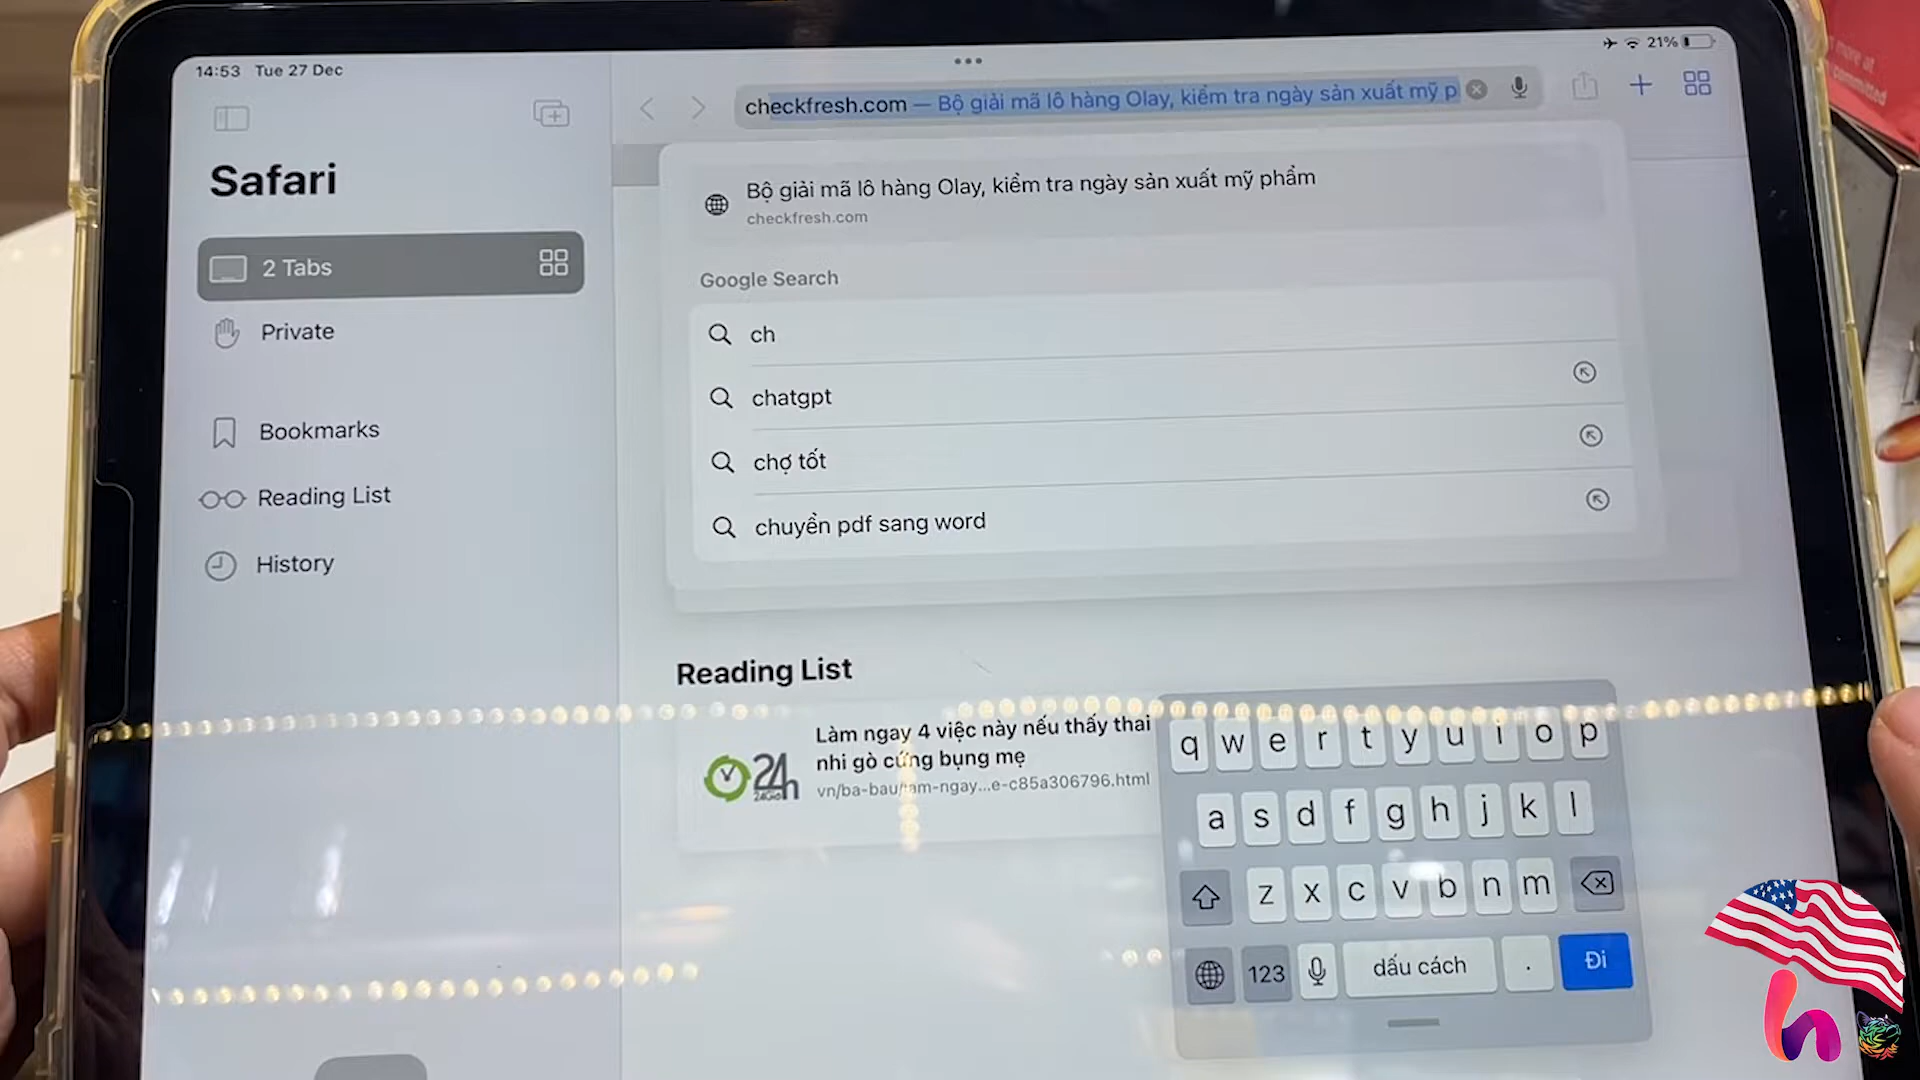 14:53 Tue 27 Dec
21%
checkfresh.com — Bộ giải mã lô hàng Olay, kiểm tra ngày sản xuất mỹ p
Safari
2 Tabs
Private
Bookmarks
Reading List
History
Bộ giải mã lô hàng Olay, kiểm tra ngày sản xuất mỹ phẩm
checkfresh.com
Google Search
ch
chatgpt
chợ tốt
chuyển pdf sang word
Reading List
24h
Làm ngay 4 việc này nếu thấy thai
nhi gò cứng bụng mẹ
q w e r t y u i o p
a s d f g h j k l
z x c v b n m
123 dấu cách . Đi